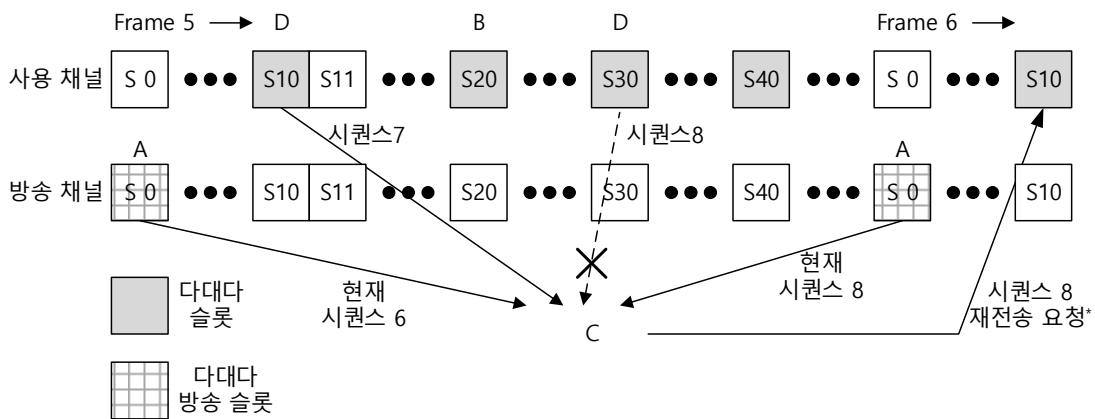 Frame 5 D B D Frame 6
사용 채널 S 0 S10 S11 S20 S30 S40 S 0 S10
시퀀스7 시퀀스8
A A
방송 채널 S 0 S10 S11 S20 S30 S40 S 0 S10
다대다
슬롯
현재
시퀀스 6
현재
시퀀스 8
시퀀스 8
재전송 요청*
C
다대다
방송 슬롯